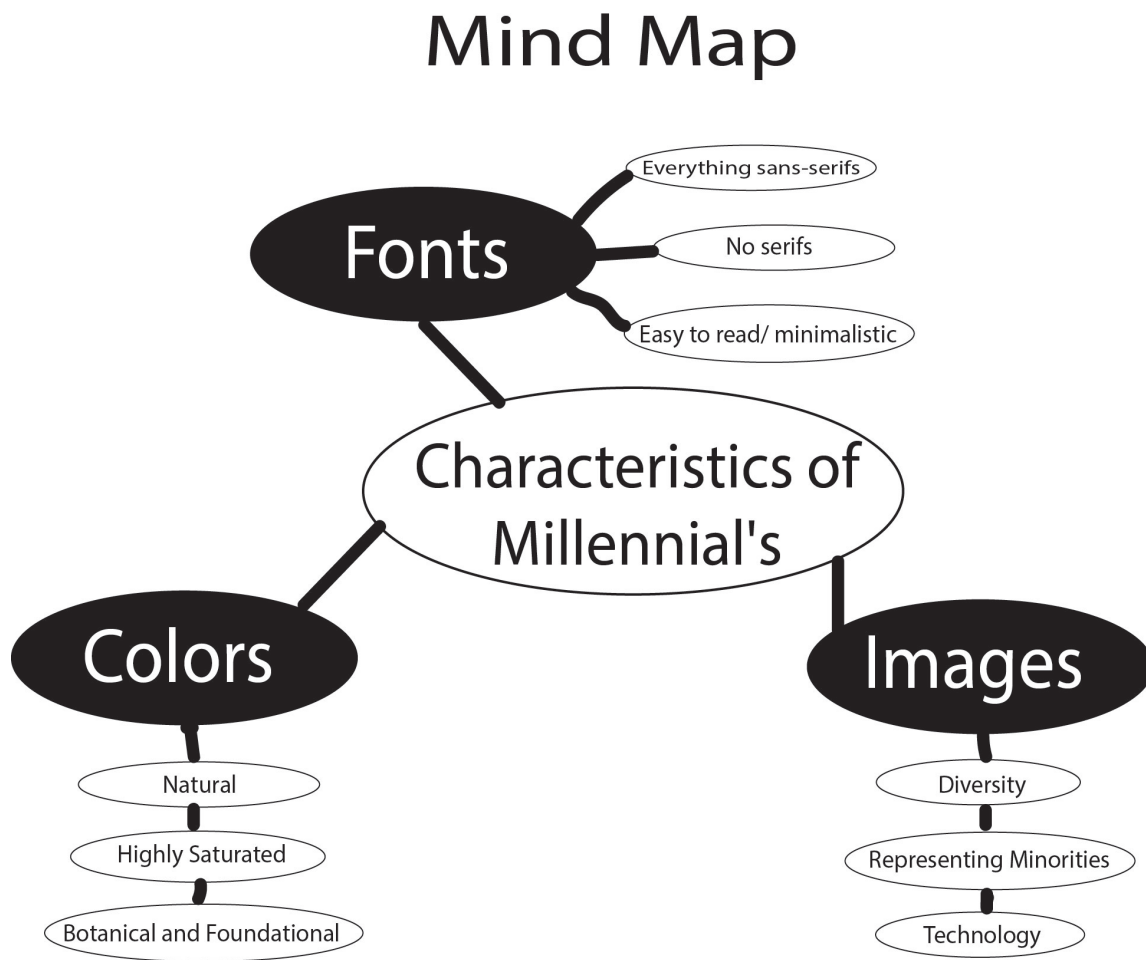 Mind Map
Everything sans-serifs
Fonts
No serifs
Easy to read/ minimalistic
Characteristics of
Millennial's
Colors
Natural
Highly Saturated
Botanical and Foundational
Images
Diversity
Representing Minorities
Technology